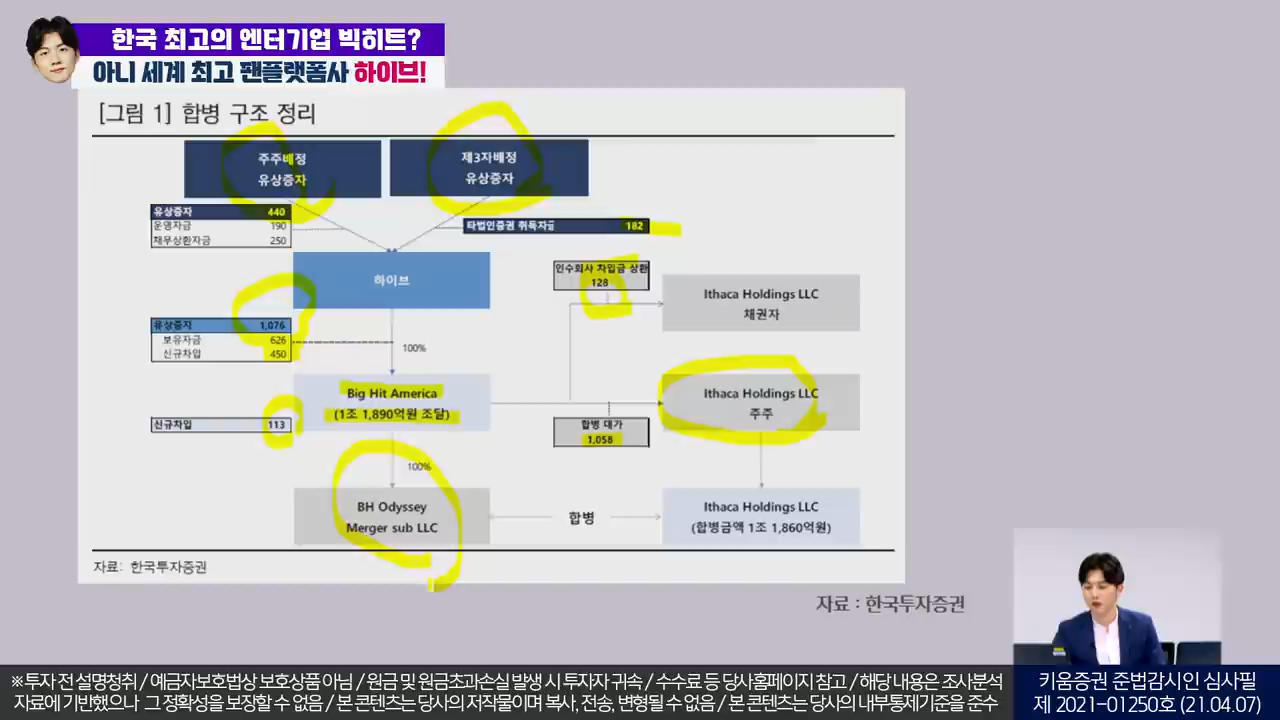 한국 최고의 엔터기업 빅히트?
아니 세계 최고 팬플랫폼사 하이브!
[그림 1] 합병 구조 정리
주주배정
유상증자
제3자배정
유상증자
유상증자 440
운영자금 190
채무상환자금 250
타법인증권 취득자금 182
하이브
인수회사 차입금 상환
128
Ithaca Holdings LLC
채권자
유상증자 1,076
보유자금 626
신규차입 450
100%
Big Hit America
(1조 1,890억원 조달)
Ithaca Holdings LLC
주주
신규차입 113
합병 대가
1,058
100%
BH Odyssey
Merger sub LLC
합병
Ithaca Holdings LLC
(합병금액 1조 1,860억원)
자료: 한국투자증권
자료 : 한국투자증권
※투자 전 설명청취 / 예금자보호법상 보호상품 아님 / 원금 및 원금초과손실 발생 시 투자자 귀속 / 수수료 등 당사홈페이지 참고 / 해당 내용은 조사분석
자료에 기반했으나 그 정확성을 보장할 수 없음 / 본 콘텐츠는 당사의 저작물이며 복사, 전송, 변형될 수 없음 / 본 콘텐츠는 당사의 내부통제기준을 준수
키움증권 준법감시인 심사필
제 2021-01250호 (21.04.07)